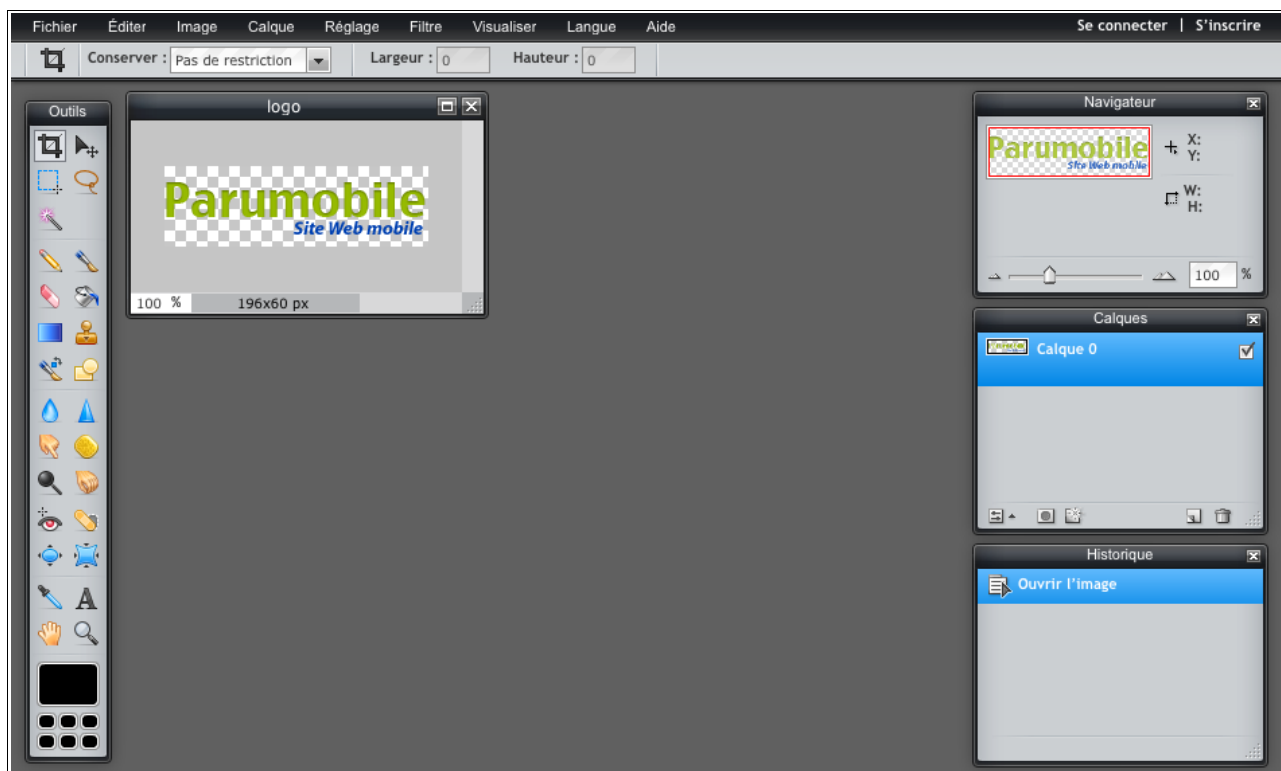 Fichier Éditer Image Calque Réglage Filtre Visualiser Langue Aide Se connecter | S'inscrire
Conserver : Pas de restriction Largeur : 0 Hauteur : 0
Outils
logo
Parumobile
Site Web mobile
100 % 196x60 px
A
Navigateur
Parumobile
Site Web mobile
X:
Y:
W:
H:
100 %
Calques
Calque 0
Historique
Ouvrir l'image